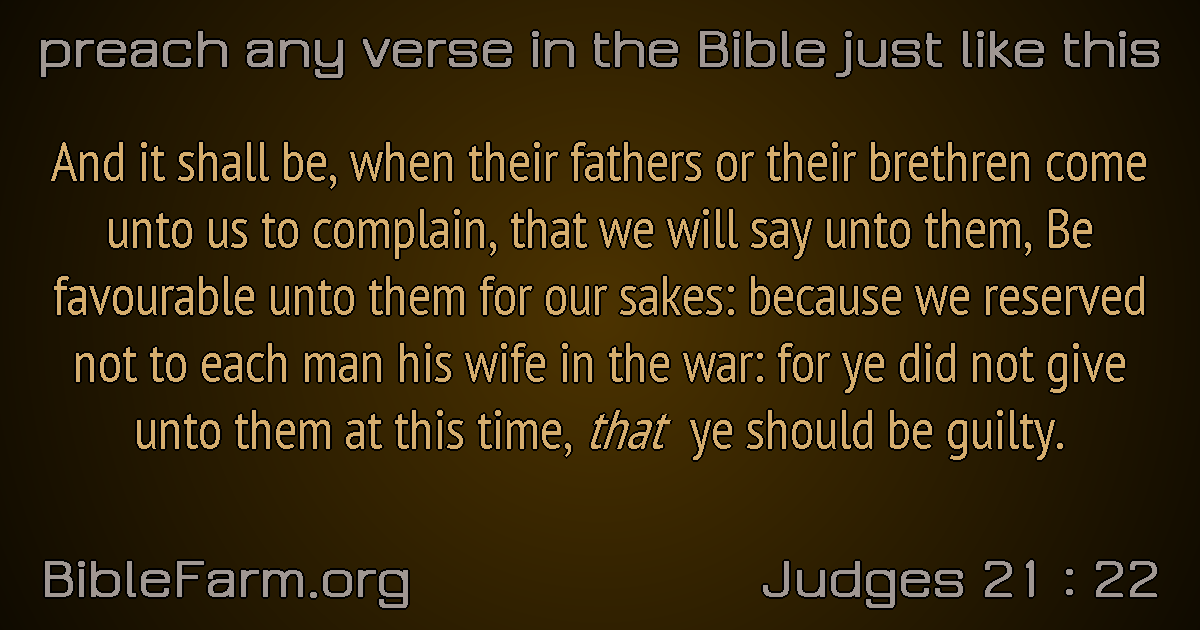 preach any verse in the Bible just like this
And it shall be, when their fathers or their brethren come
unto us to complain, that we will say unto them, Be
favourable unto them for our sakes: because we reserved
not to each man his wife in the war: for ye did not give
unto them at this time, that ye should be guilty.
BibleFarm.org
Judges 21 : 22